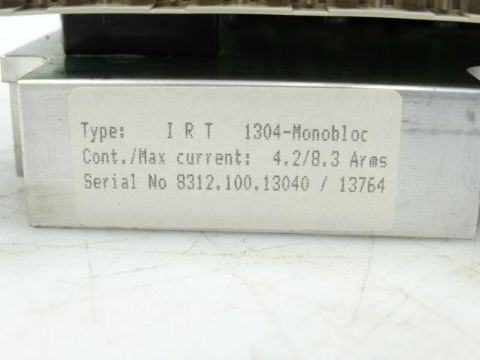 Type: I R T 1304-Monobloc
Cont./Max current: 4.2/8.3 Arms
Serial No 8312.100.13040 / 13764